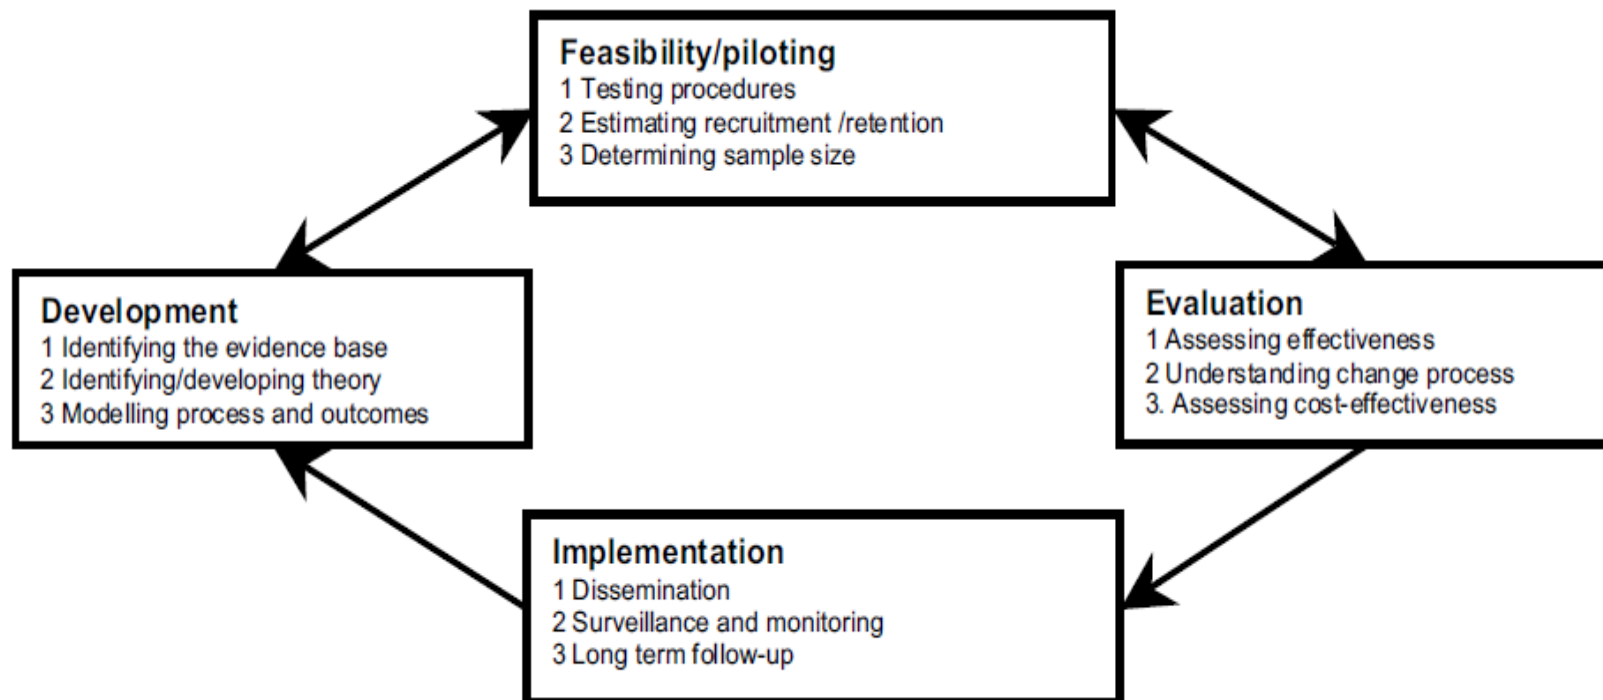 Feasibility/piloting
1 Testing procedures
2 Estimating recruitment /retention
3 Determining sample size
Development
1 Identifying the evidence base
2 Identifying/developing theory
3 Modelling process and outcomes
Evaluation
1 Assessing effectiveness
2 Understanding change process
3. Assessing cost-effectiveness
Implementation
1 Dissemination
2 Surveillance and monitoring
3 Long term follow-up